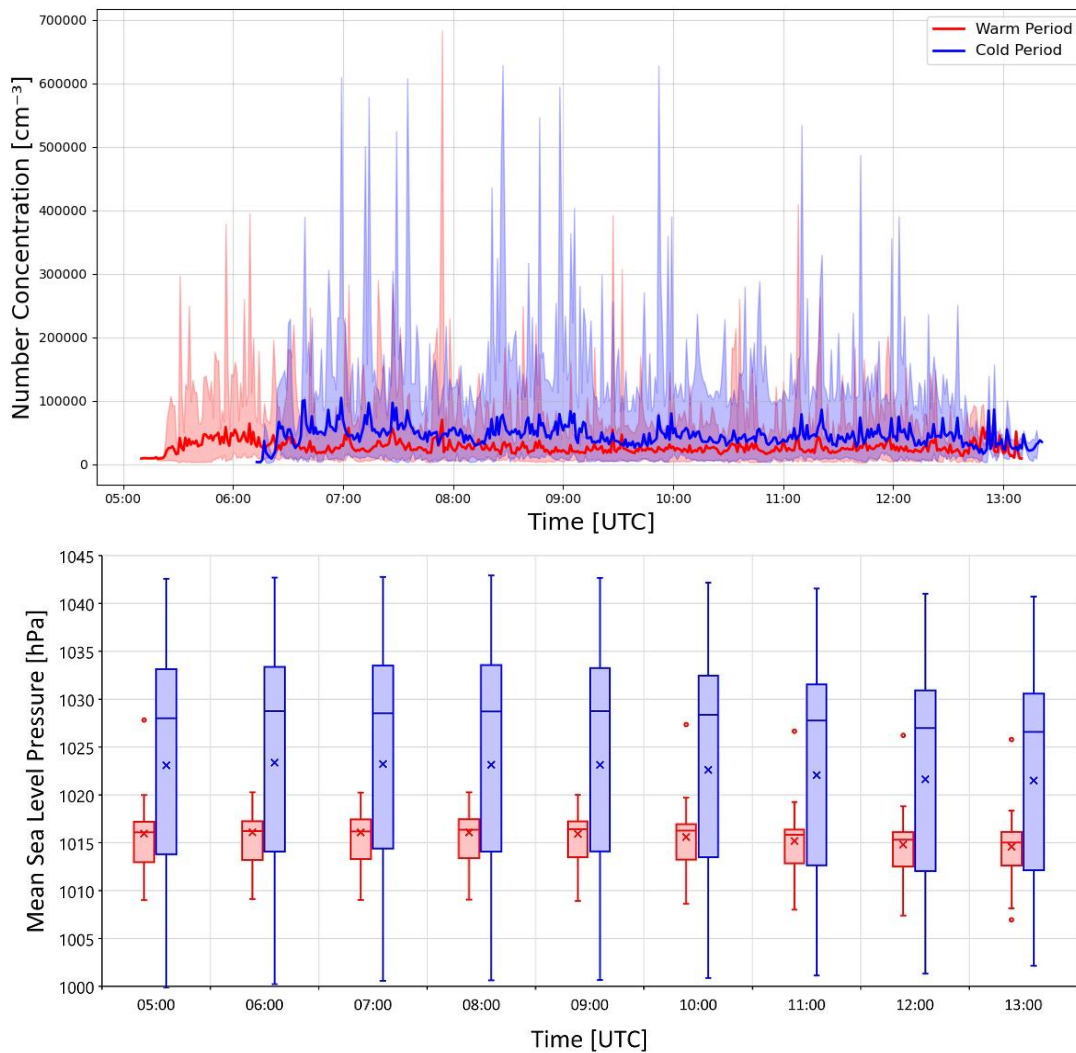 700000
600000
500000
400000
300000
200000
100000
0
Number Concentration [cm⁻³]
Warm Period
Cold Period
05:00 06:00 07:00 08:00 09:00 10:00 11:00 12:00 13:00
Time [UTC]
1045
1040
1035
1030
1025
1020
1015
1010
1005
1000
Mean Sea Level Pressure [hPa]
05:00 06:00 07:00 08:00 09:00 10:00 11:00 12:00 13:00
Time [UTC]